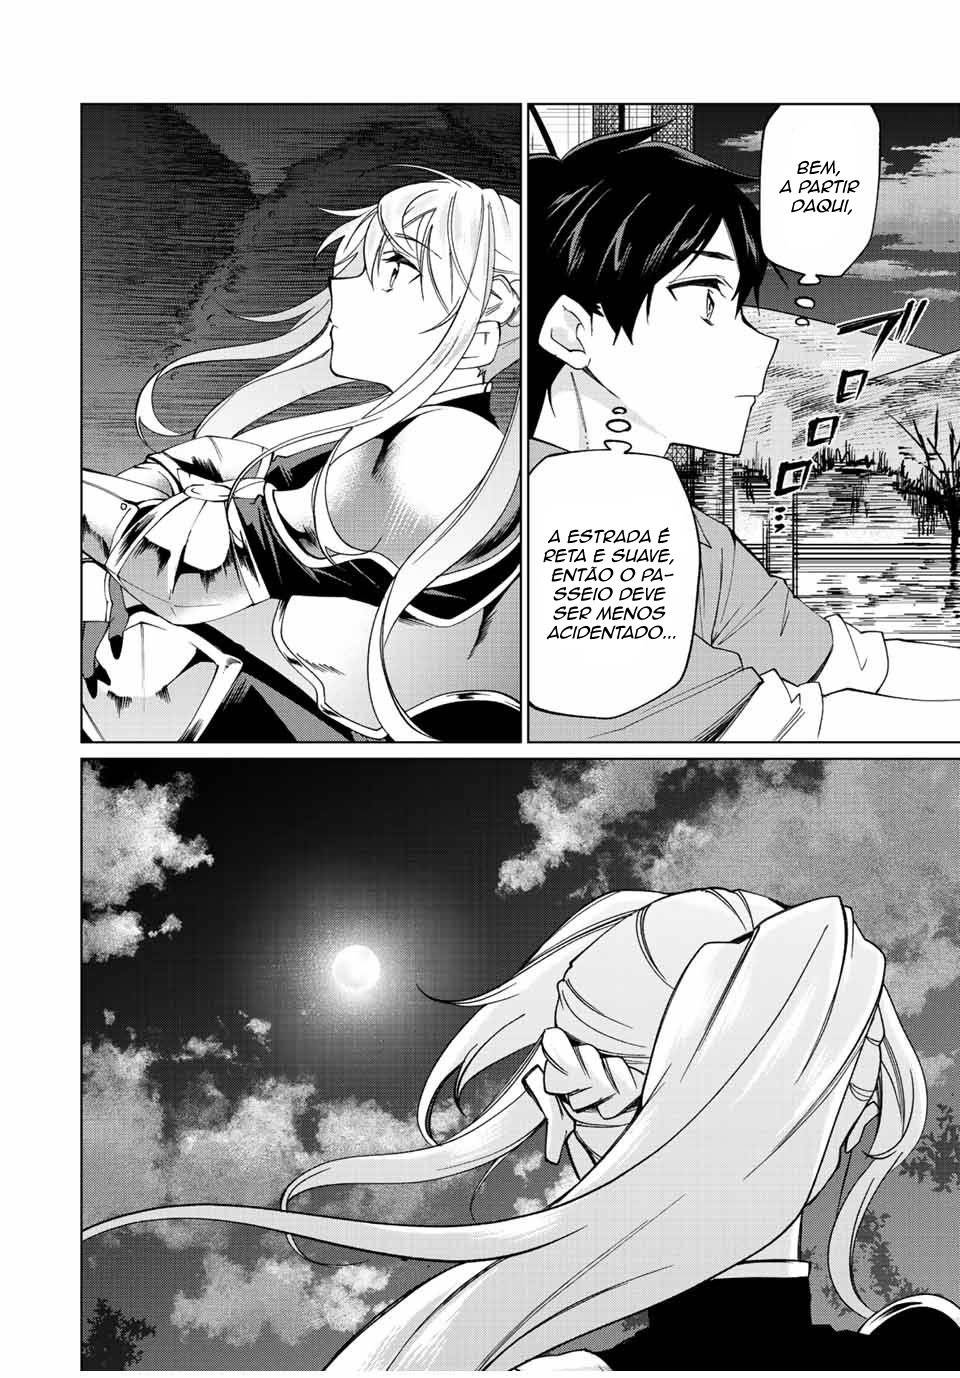 BEM,
A PARTIR
DAQUI,
ブロロロ…
A ESTRADA É
RETA E SUAVE,
ENTÃO O PA-
SSEIO DEVE
SER MENOS
ACIDENTADO...